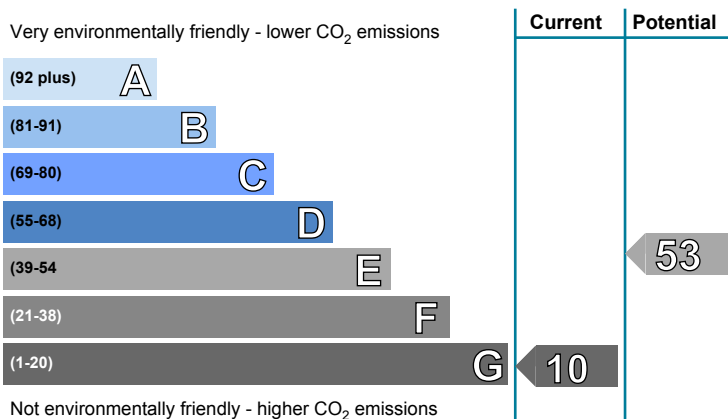 Current Potential
Very environmentally friendly - lower CO2 emissions
(92 plus) A
(81-91) B
(69-80) C
(55-68) D
(39-54 E
53
(21-38) F
(1-20) G 10
Not environmentally friendly - higher CO2 emissions